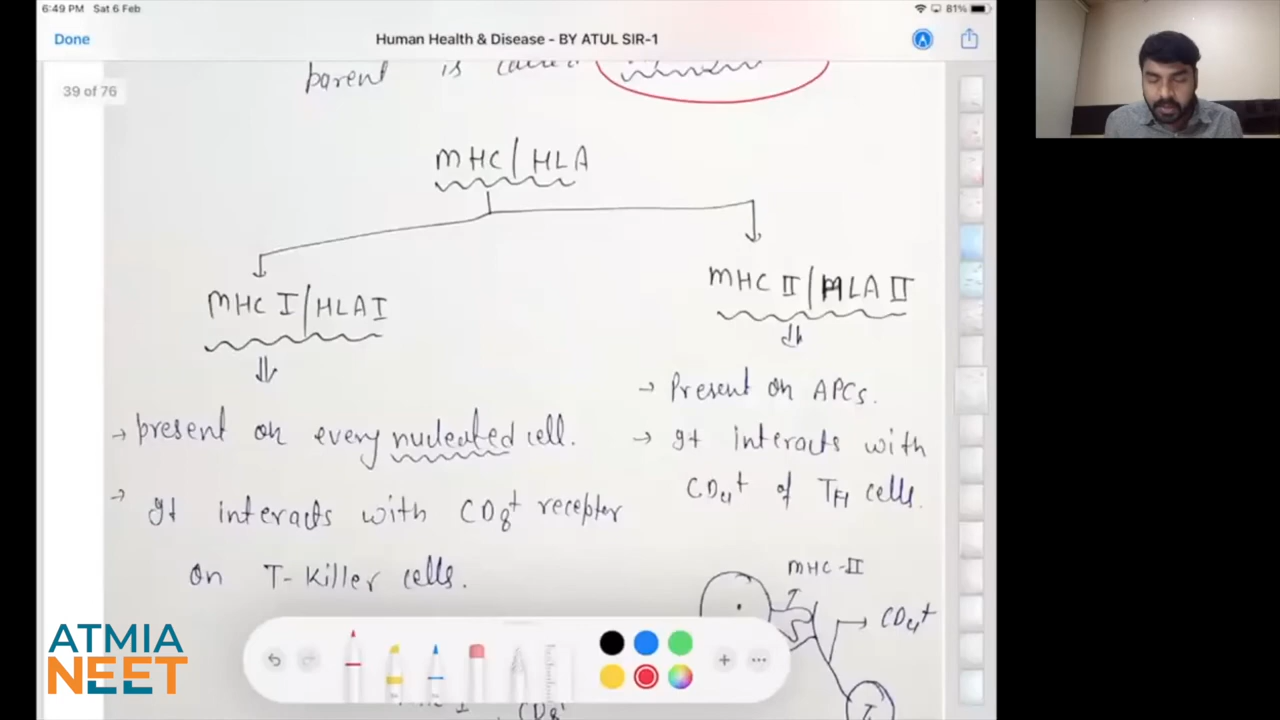 6:49 PM Sat 6 Feb
81%
Done
Human Health & Disease - BY ATUL SIR-1
39 of 76
parent is
MHC/HLA
MHC I/HLA I
MHC II/HLA II
→ Present on APCs.
→ present on every nucleated cell.
→ It interacts with
CD4+ of TH cells.
→ It interacts with CD8+ receptor
on T-Killer cells.
MHC-II
CD4+
ATMIA
NEET